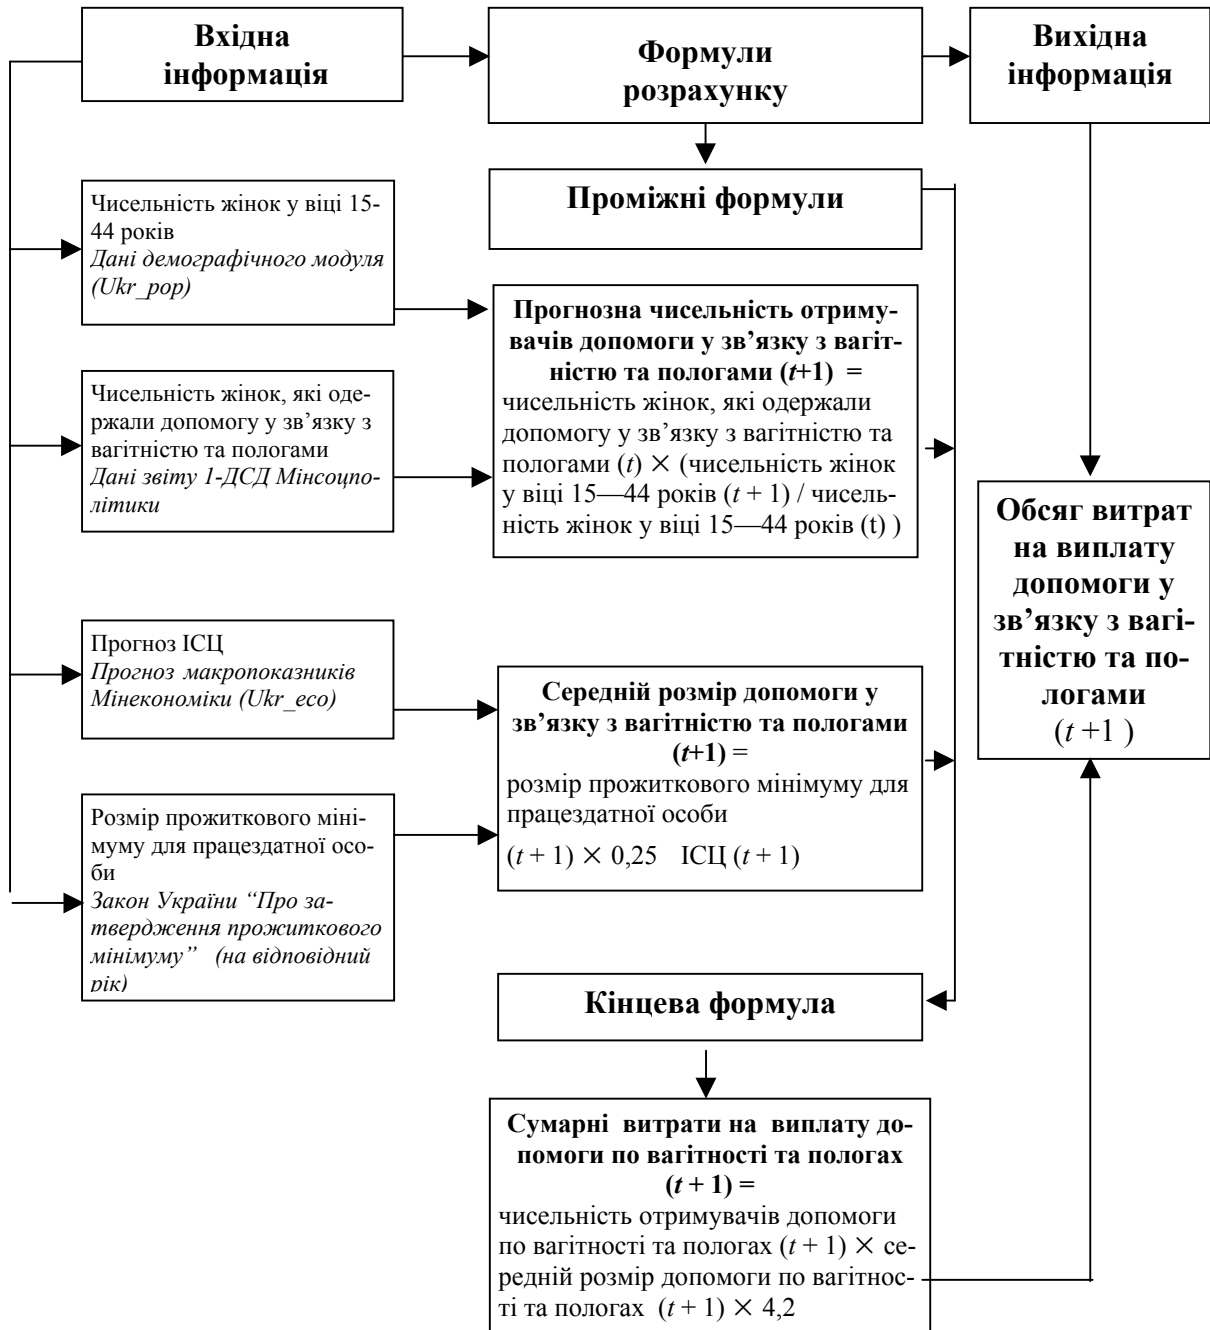 Вхідна
інформація
Формули
розрахунку
Вихідна
інформація
Проміжні формули
Чисельність жінок у віці 15-
44 років
Дані демографічного модуля
(Ukr_pop)
Прогнозна чисельність отриму-
вачів допомоги у зв’язку з вагіт-
ністю та пологами (t+1) =
чисельність жінок, які одержали
допомогу у зв’язку з вагітністю та
пологами (t) × (чисельність жінок
у віці 15—44 років (t + 1) / чисель-
ність жінок у віці 15—44 років (t) )
Чисельність жінок, які оде-
ржали допомогу у зв’язку з
вагітністю та пологами
Дані звіту 1-ДСД Мінсоцпо-
літики
Обсяг витрат
на виплату
допомоги у
зв’язку з вагі-
тністю та по-
логами
(t +1 )
Прогноз ІСЦ
Прогноз макропоказників
Мінекономіки (Ukr_eco)
Середній розмір допомоги у
зв’язку з вагітністю та пологами
(t+1) =
розмір прожиткового мінімуму для
працездатної особи
(t + 1) × 0,25 ІСЦ (t + 1)
Розмір прожиткового міні-
муму для працездатної осо-
би
Закон України “Про за-
твердження прожиткового
мінімуму” (на відповідний
рік)
Кінцева формула
Сумарні витрати на виплату до-
помоги по вагітності та пологах
(t + 1) =
чисельність отримувачів допомоги
по вагітності та пологах (t + 1) × се-
редній розмір допомоги по вагітнос-
ті та пологах (t + 1) × 4,2